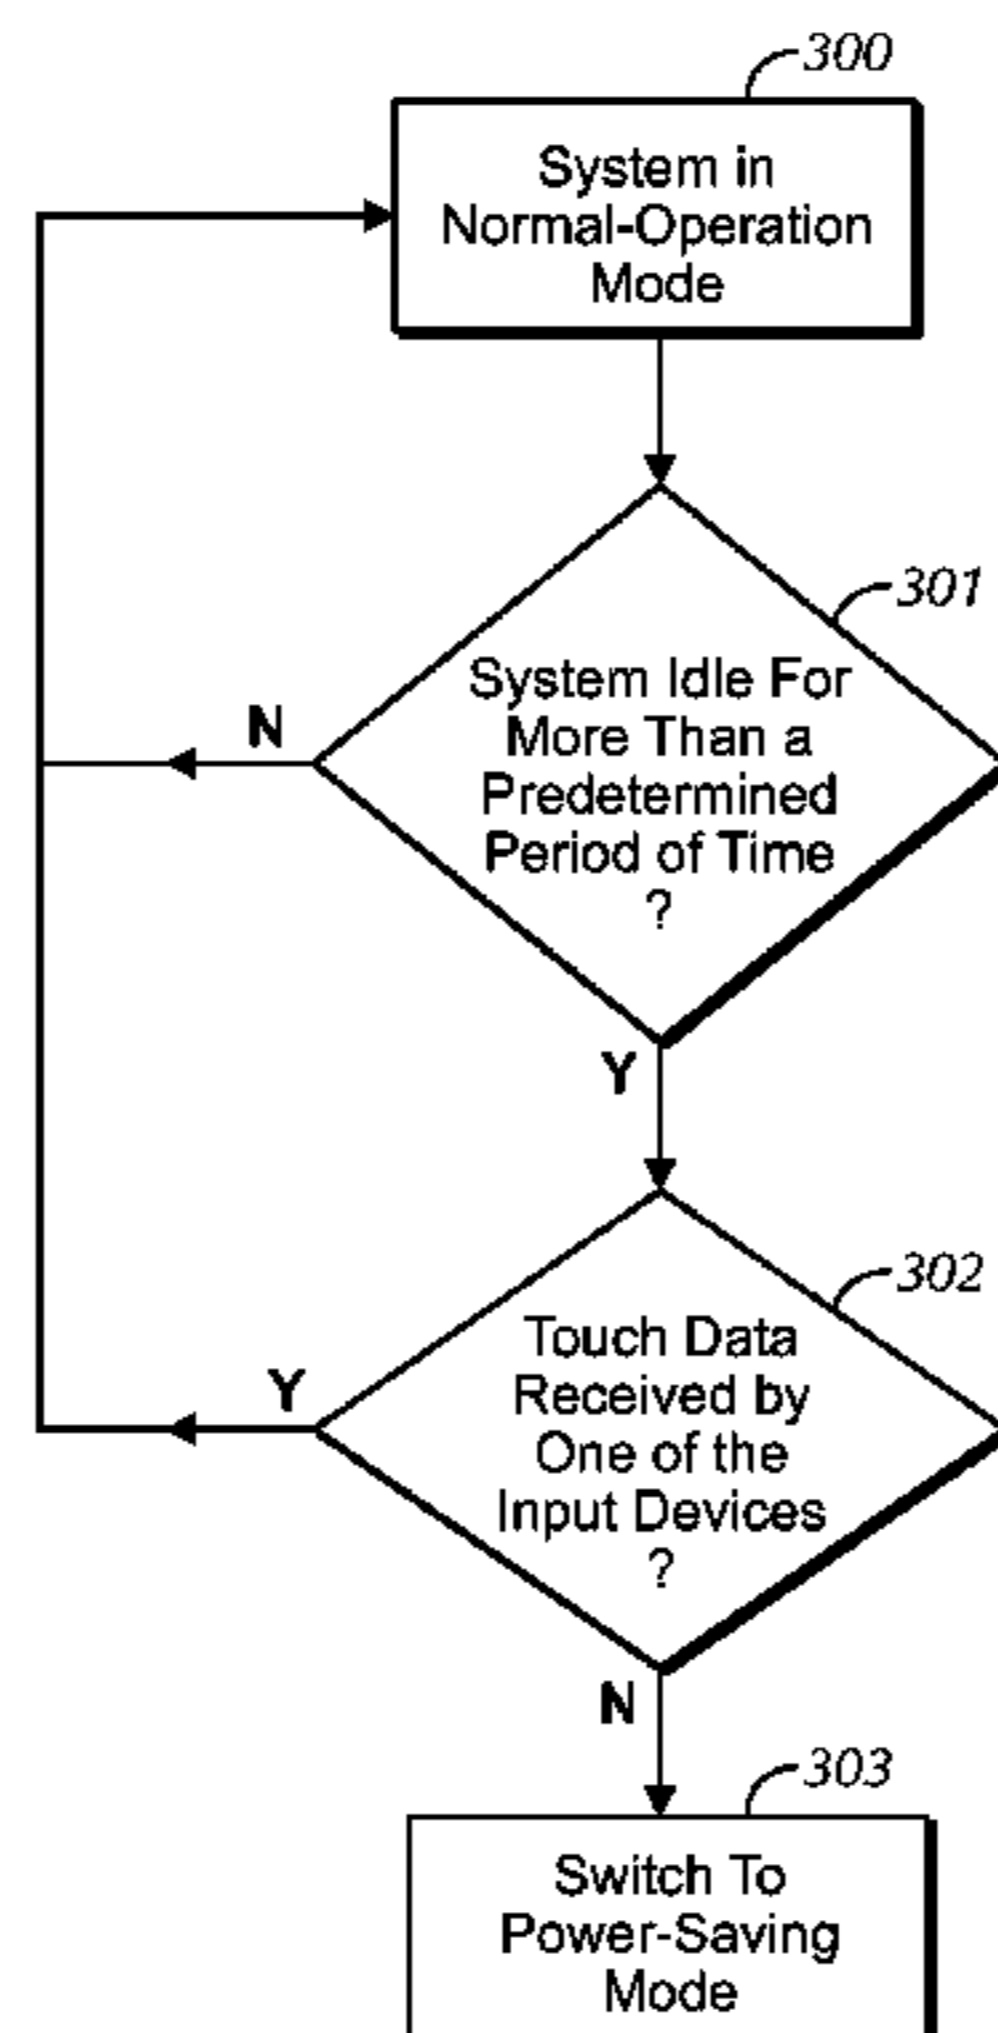 300
System in
Normal-Operation
Mode
301
System Idle For
More Than a
Predetermined
Period of Time
?
N
Y
302
Touch Data
Received by
One of the
Input Devices
?
Y
N
303
Switch To
Power-Saving
Mode